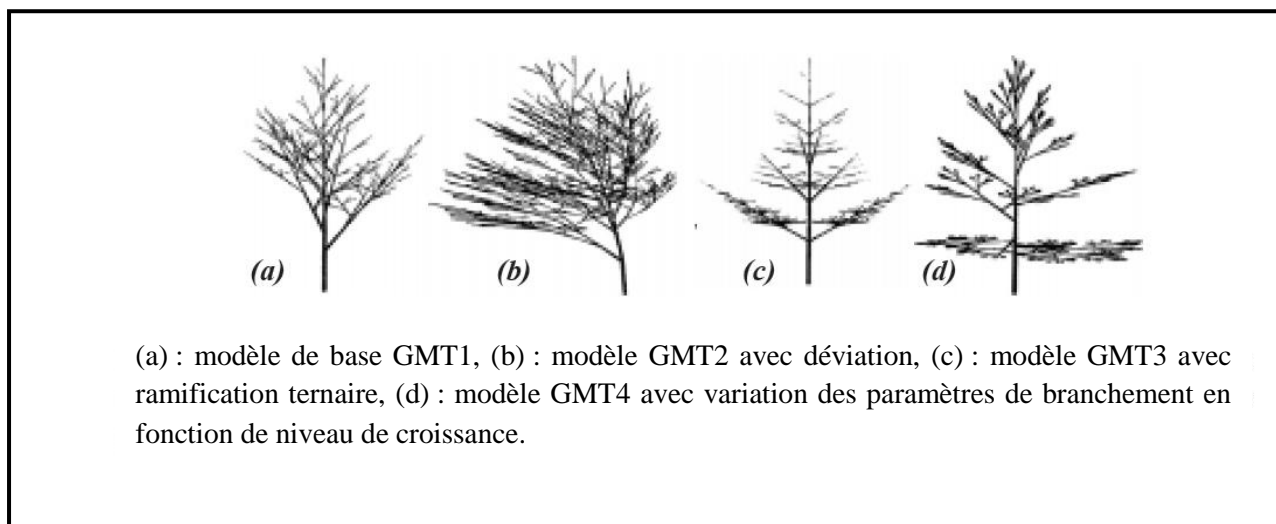 (a) (b) (c) (d)
(a) : modèle de base GMT1, (b) : modèle GMT2 avec déviation, (c) : modèle GMT3 avec
ramification ternaire, (d) : modèle GMT4 avec variation des paramètres de branchement en
fonction de niveau de croissance.